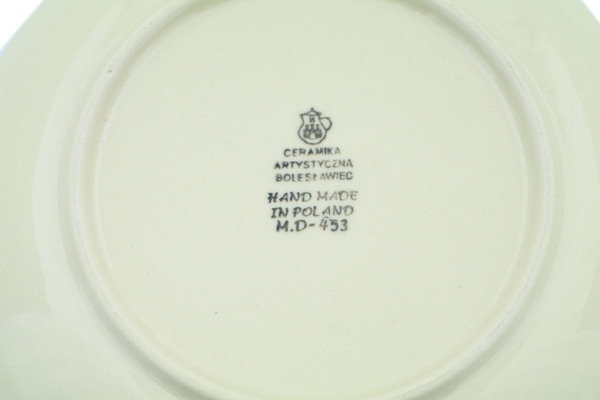 CERAMIKA
ARTYSTYCZNA
BOLESŁAWIEC
HAND MADE
IN POLAND
M.D-453